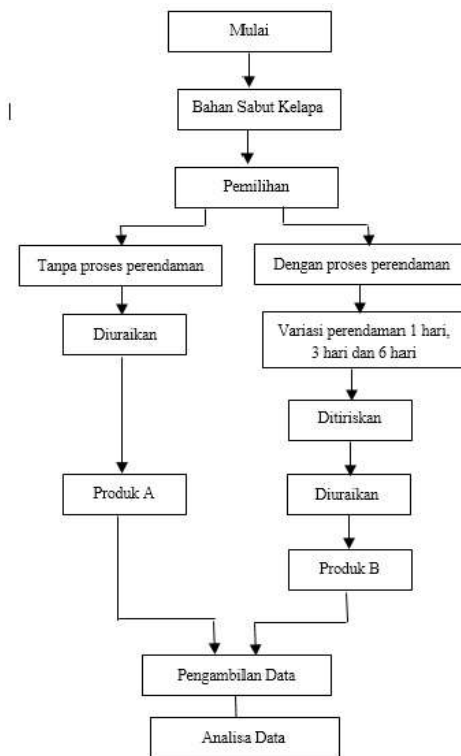 Mulai
Bahan Sabut Kelapa
Pemilihan
Tanpa proses perendaman
Dengan proses perendaman
Diuraikan
Variasi perendaman 1 hari,
3 hari dan 6 hari
Ditiriskan
Produk A
Diuraikan
Produk B
Pengambilan Data
Analisa Data